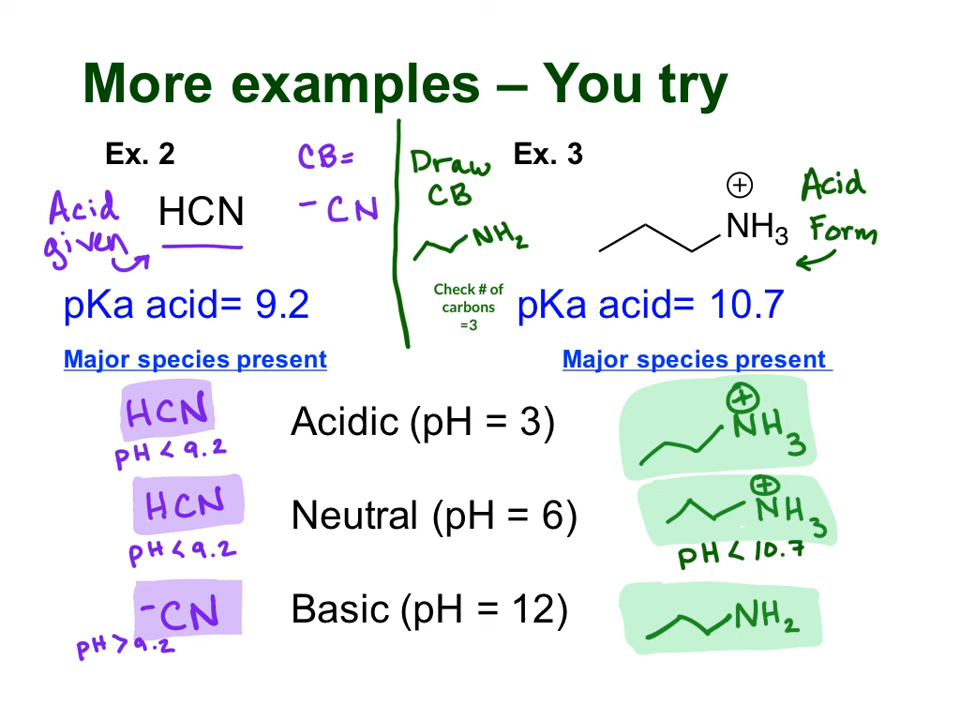 More examples – You try
Ex. 2
CB=
⁻CN
Acid
given
HCN
pKa acid= 9.2
Draw
CB
NH₂
Check # of
carbons
=3
Ex. 3
⊕
NH₃
Acid
Form
pKa acid= 10.7
Major species present
Major species present
HCN
pH < 9.2
Acidic (pH = 3)
⊕
NH₃
HCN
pH < 9.2
Neutral (pH = 6)
⊕
NH₃
pH < 10.7
⁻CN
pH > 9.2
Basic (pH = 12)
NH₂